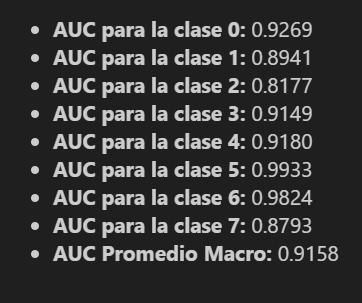 AUC para la clase 0: 0.9269
AUC para la clase 1: 0.8941
AUC para la clase 2: 0.8177
AUC para la clase 3: 0.9149
AUC para la clase 4: 0.9180
AUC para la clase 5: 0.9933
AUC para la clase 6: 0.9824
AUC para la clase 7: 0.8793
AUC Promedio Macro: 0.9158